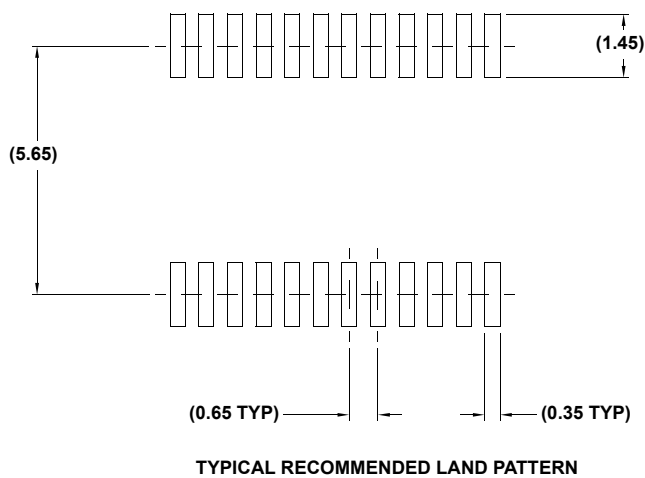 (1.45)
(5.65)
(0.65 TYP)
(0.35 TYP)
TYPICAL RECOMMENDED LAND PATTERN